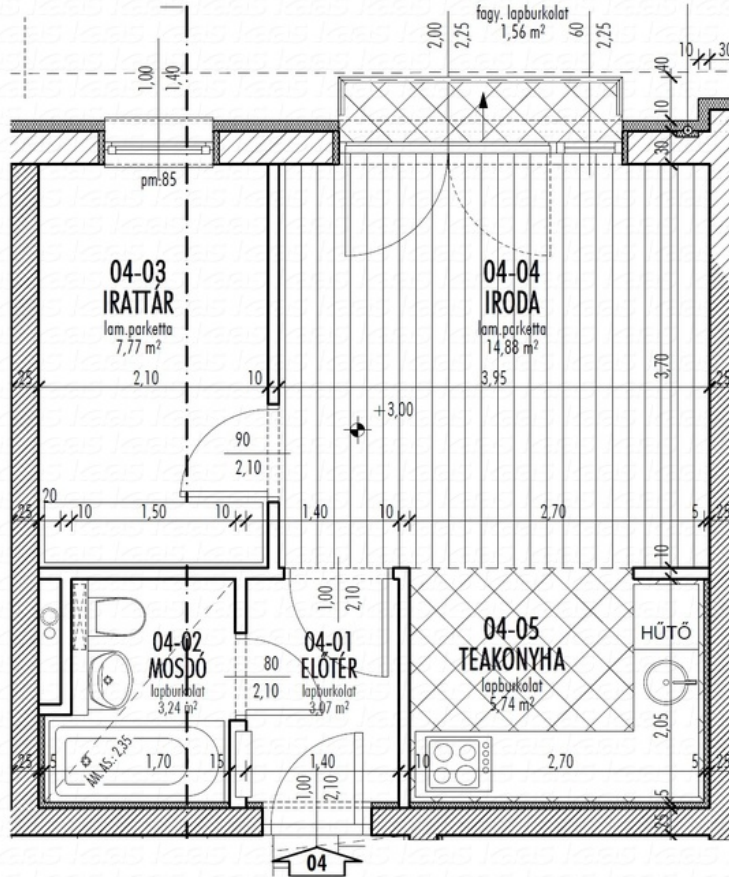 fagy. lapburkolat
1,56 m²
2,00
2,25
60
2,25
10
30
1,00
1,40
40
10
30
pm:85
04-03
IRATTÁR
lam.parketta
7,77 m²
04-04
IRODA
lam.parketta
14,88 m²
25
2,10
10
3,95
25
3,70
+3,00
90
2,10
20
25
10
1,50
10
1,40
10
2,70
5
25
10
1,00
2,10
04-02
MOSDÓ
lapburkolat
3,24 m²
80
2,10
04-01
ELŐTÉR
lapburkolat
3,07 m²
04-05
TEAKONYHA
lapburkolat
5,74 m²
HŰTŐ
2,05
ÁM. ÁS.: 2,35
25
5
1,70
15
1,40
10
2,70
5
25
1,00
2,10
5
25
04